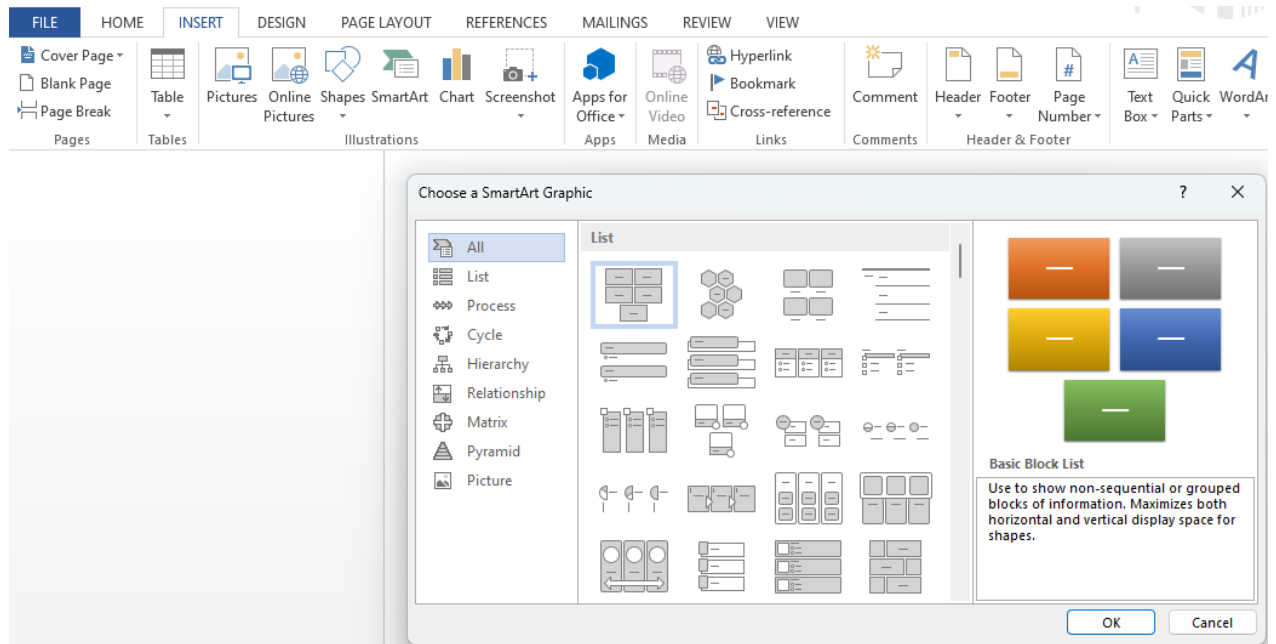 FILE HOME INSERT DESIGN PAGE LAYOUT REFERENCES MAILINGS REVIEW VIEW
Cover Page
Blank Page
Page Break
Pages
Table
Tables
Pictures
Online
Pictures
Shapes
SmartArt
Chart
Screenshot
Illustrations
Apps for
Office
Apps
Online
Video
Media
Hyperlink
Bookmark
Cross-reference
Links
Comment
Comments
Header
Footer
Page
Number
Header & Footer
Text
Box
Quick
Parts
WordAr
Choose a SmartArt Graphic
?
All
List
Process
Cycle
Hierarchy
Relationship
Matrix
Pyramid
Picture
List
Basic Block List
Use to show non-sequential or grouped
blocks of information. Maximizes both
horizontal and vertical display space for
shapes.
OK
Cancel